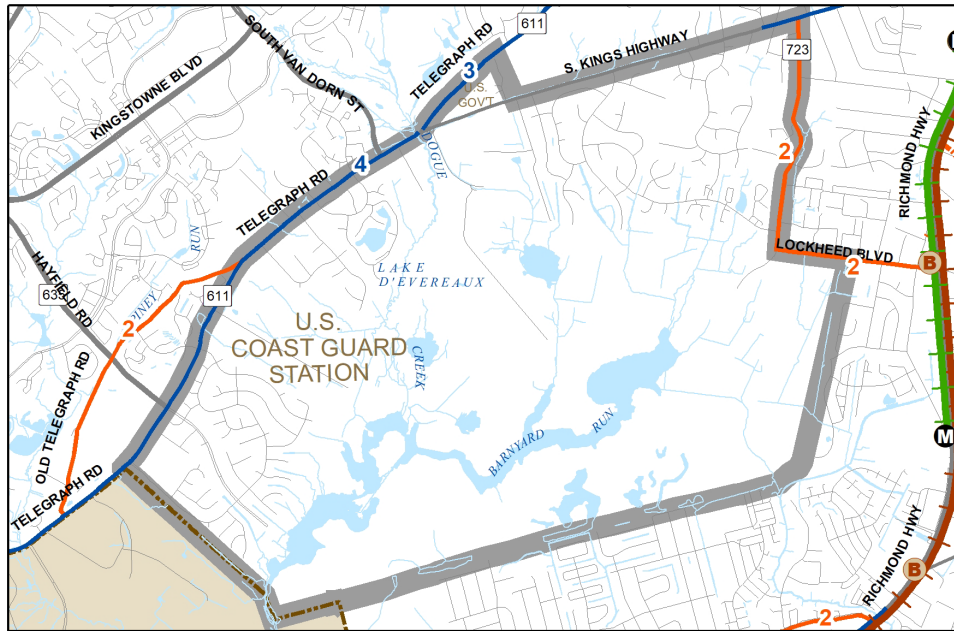 SOUTH VAN DORN ST
TELEGRAPH RD
611
S. KINGS HIGHWAY
723
KINGSTOWNE BLVD
3
U.S.
GOV'T
4
DOGUE
2
RICHMOND HWY
TELEGRAPH RD
RUN
LOCKHEED BLVD
B
2
HAYFIELD RD
635
LAKE
D'EVEREAUX
611
PINEY
2
U.S.
COAST GUARD
STATION
CREEK
OLD TELEGRAPH RD
BARNYARD
RUN
M
TELEGRAPH RD
RICHMOND HWY
B
2